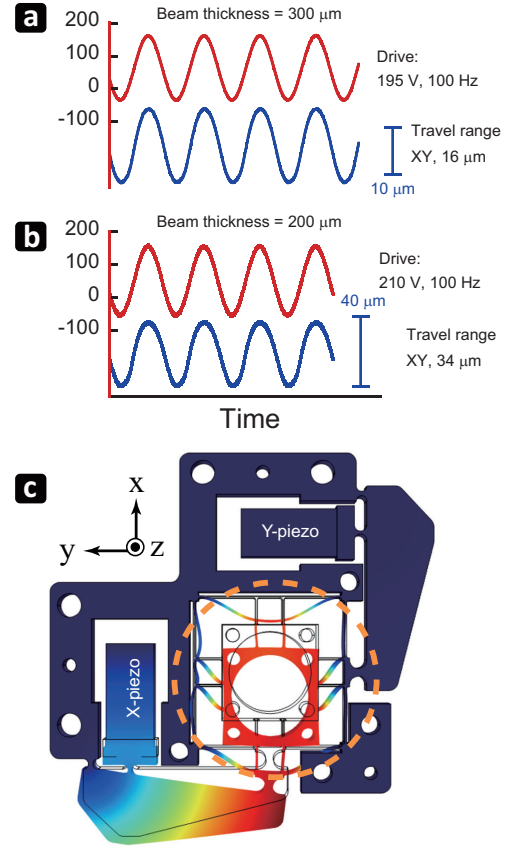 a
Beam thickness = 300 μm
200
100
0
-100
Drive:
195 V, 100 Hz
Travel range
XY, 16 μm
10 μm
b
Beam thickness = 200 μm
200
100
0
-100
Drive:
210 V, 100 Hz
40 μm
Travel range
XY, 34 μm
Time
c
x
y
z
Y-piezo
X-piezo